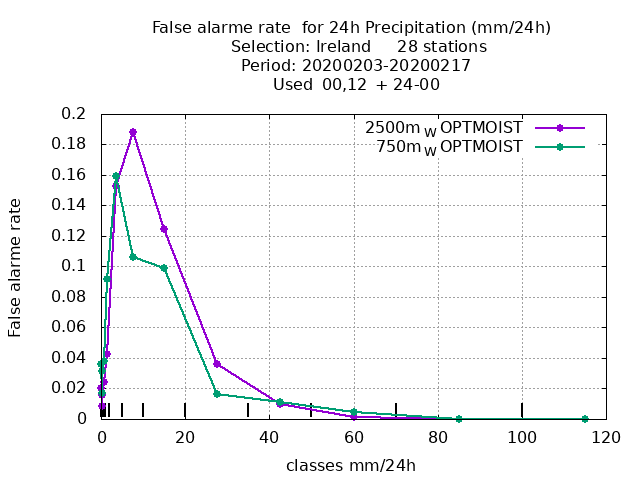 False alarme rate  for 24h Precipitation (mm/24h)
Selection: Ireland     28 stations
Period: 20200203-20200217
Used  00,12  + 24-00
2500m W OPTMOIST
750m W OPTMOIST
False alarme rate
0.2
0.18
0.16
0.14
0.12
0.1
0.08
0.06
0.04
0.02
0
0 20 40 60 80 100 120
classes mm/24h